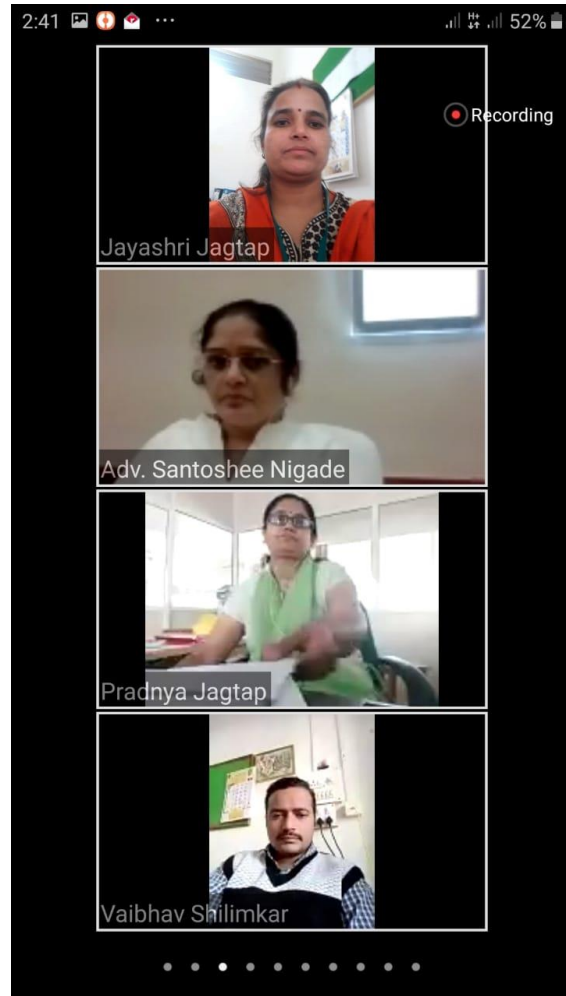 2:41 ... H+ 52%
Recording
Jayashri Jagtap
Adv. Santoshee Nigade
Pradnya Jagtap
Vaibhav Shilimkar